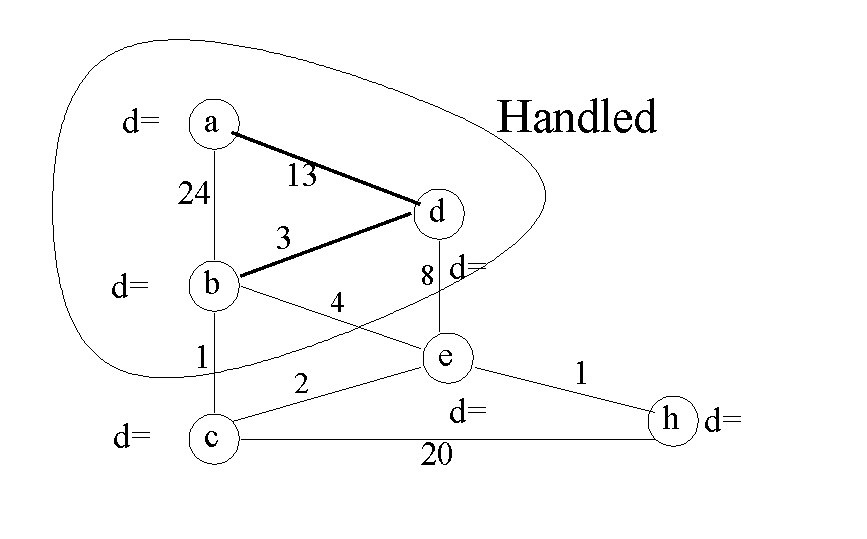 Handled
d= a
13
24
d
3
8 d=
d= b
4
1
e
2
1
d=
d= c
h d=
20